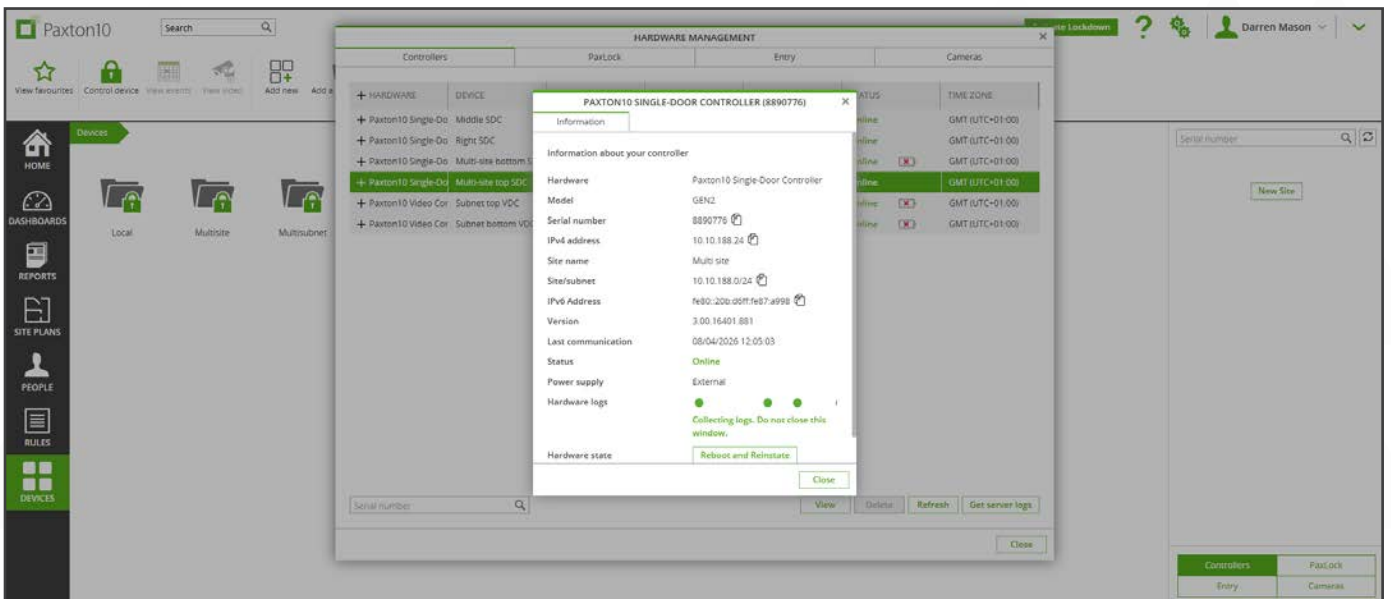 Paxton10
Search
Darren Mason
View favourites
Control device
View events
View video
Add new
HARDWARE MANAGEMENT
Controllers
PaxLock
Entry
Cameras
HARDWARE
DEVICE
TIME ZONE
Paxton10 Single-Do
Middle SDC
GMT (UTC+01:00)
Paxton10 Single-Do
Right SDC
GMT (UTC+01:00)
Paxton10 Single-Do
Multi-site bottom
GMT (UTC+01:00)
Paxton10 Single-Do
Multi-site top SDC
GMT (UTC+01:00)
Paxton10 Video Cor
Subnet top VDC
GMT (UTC+01:00)
Paxton10 Video Cor
Subnet bottom VDC
GMT (UTC+01:00)
PAXTON10 SINGLE-DOOR CONTROLLER (8890776)
Information
Information about your controller
Hardware
Paxton10 Single-Door Controller
Model
GEN2
Serial number
8890776
IPv4 address
10.10.188.24
Site name
Multi site
Site/subnet
10.10.188.0/24
IPv6 Address
fe80::20b:d6ff:fe87:a998
Version
3.00.16401.881
Last communication
08/04/2026 12:05:03
Status
Online
Power supply
External
Hardware logs
Collecting logs. Do not close this
window.
Hardware state
Reboot and Reinstate
Close
Serial number
View
Delete
Refresh
Get server logs
Close
HOME
DASHBOARDS
REPORTS
SITE PLANS
PEOPLE
RULES
DEVICES
Devices
Local
Multisite
Multisubnet
Serial number
New Site
Controllers
PaxLock
Entry
Cameras